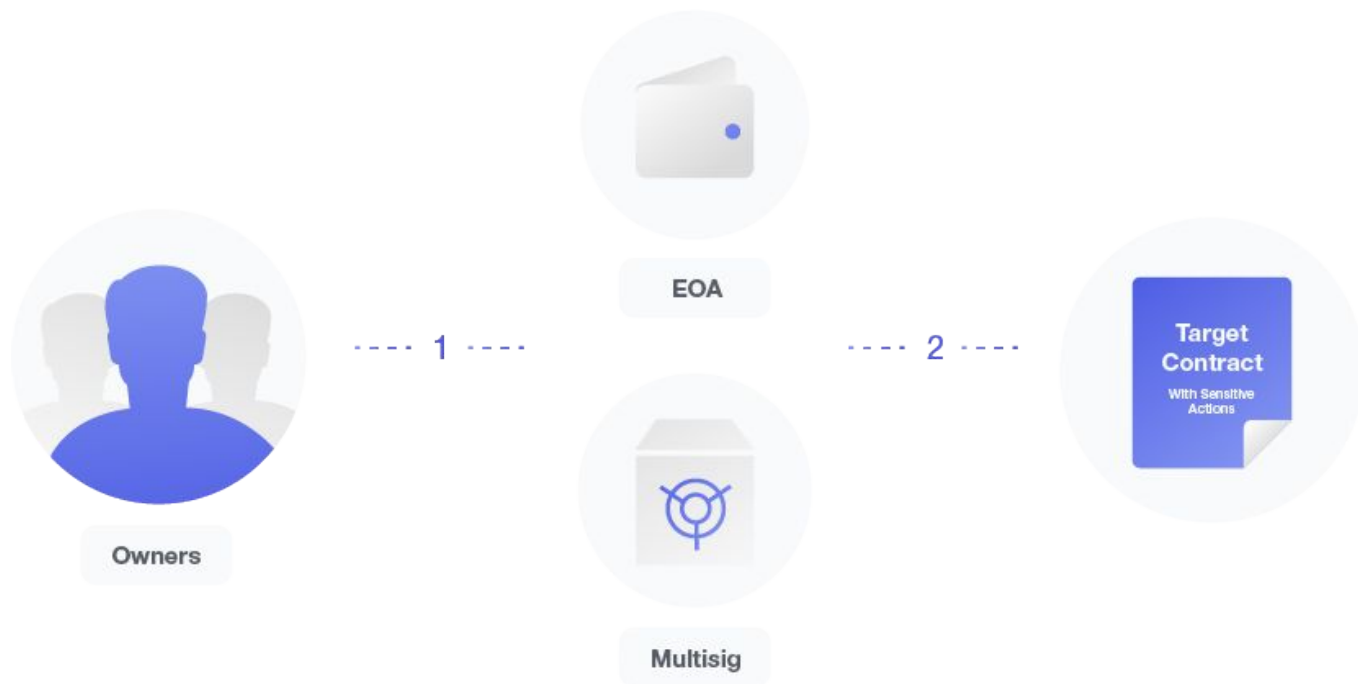 EOA
1
2
Target
Contract
With Sensitive
Actions
Owners
Multisig